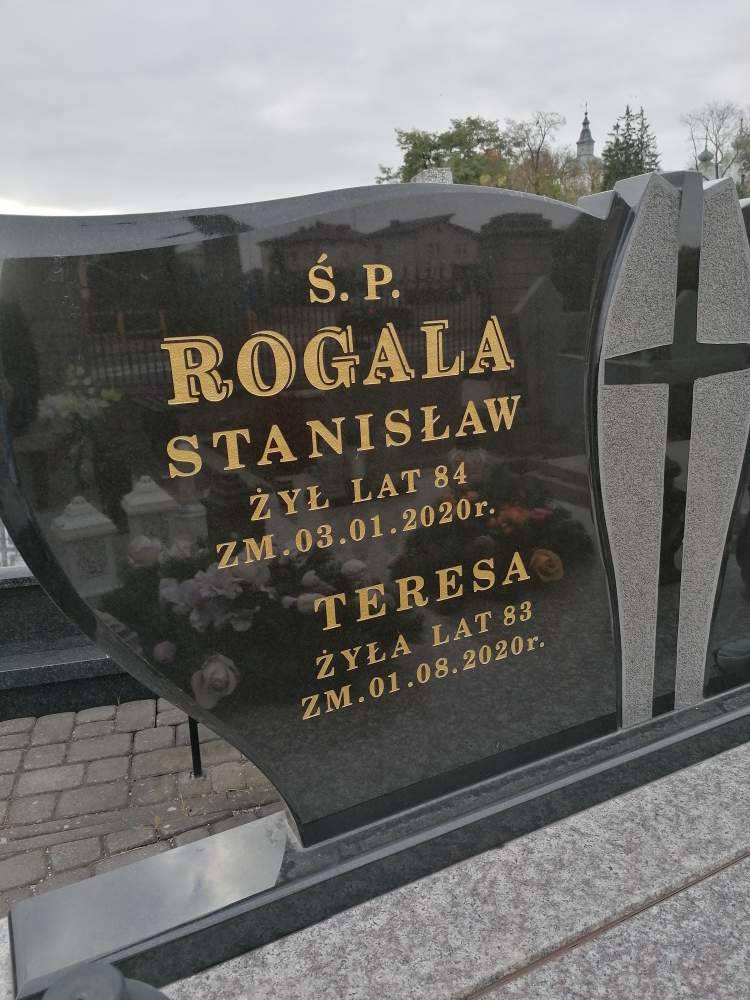 Ś. P.
ROGALA
STANISŁAW
ŻYŁ LAT 84
ZM. 03.01.2020r.
TERESA
ŻYŁA LAT 83
ZM. 01.08.2020r.